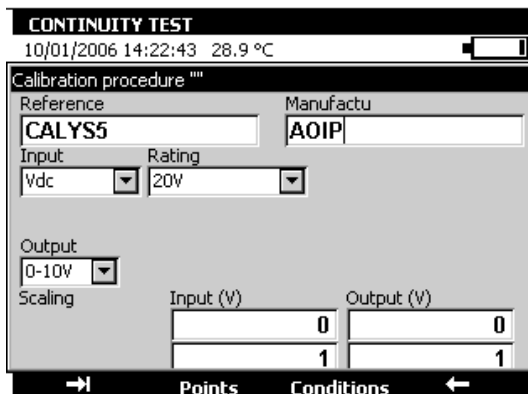 CONTINUITY TEST
10/01/2006 14:22:43 28.9 °C
Calibration procedure ""
Reference Manufactu
CALYS5 AOIP
Input Rating
Vdc 20V
Output
0-10V
Scaling Input (V) Output (V)
0 0
1 1
Points Conditions